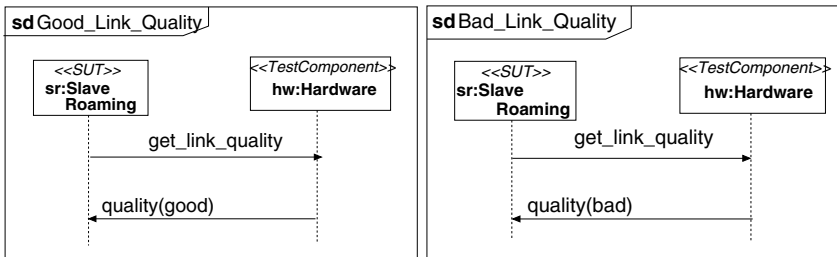 sd Good_Link_Quality
<<SUT>>
sr:Slave
Roaming
<<TestComponent>>
hw:Hardware
get_link_quality
quality(good)
sd Bad_Link_Quality
<<SUT>>
sr:Slave
Roaming
<<TestComponent>>
hw:Hardware
get_link_quality
quality(bad)